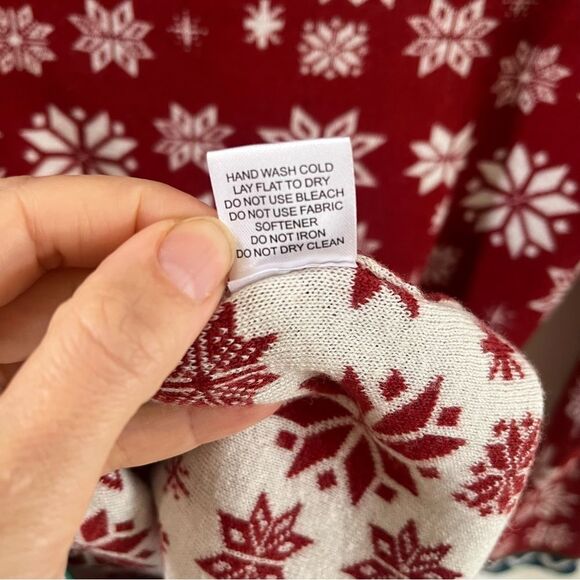 HAND WASH COLD
LAY FLAT TO DRY
DO NOT USE BLEACH
DO NOT USE FABRIC
SOFTENER
DO NOT IRON
DO NOT DRY CLEAN